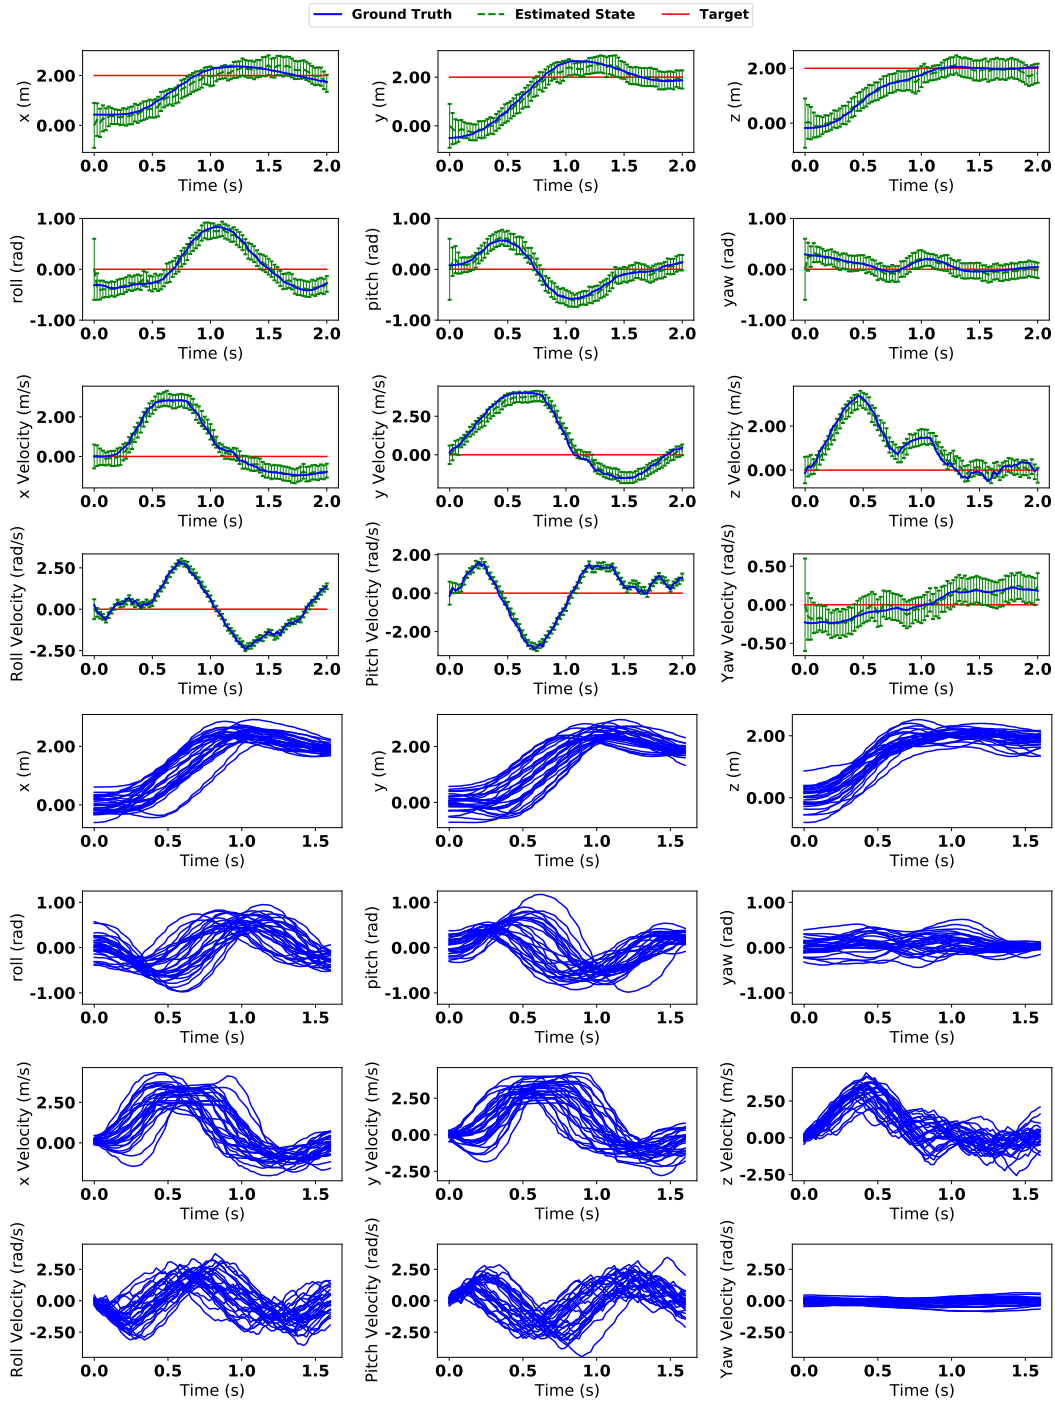 Ground Truth Estimated State Target
x (m) 2.00 0.00 0.0 0.5 1.0 1.5 2.0 Time (s)
y (m) 2.00 0.00 0.0 0.5 1.0 1.5 2.0 Time (s)
z (m) 2.00 0.00 0.0 0.5 1.0 1.5 2.0 Time (s)
roll (rad) 1.00 0.00 -1.00 0.0 0.5 1.0 1.5 2.0 Time (s)
pitch (rad) 1.00 0.00 -1.00 0.0 0.5 1.0 1.5 2.0 Time (s)
yaw (rad) 1.00 0.00 -1.00 0.0 0.5 1.0 1.5 2.0 Time (s)
x Velocity (m/s) 2.00 0.00 0.0 0.5 1.0 1.5 2.0 Time (s)
y Velocity (m/s) 2.50 0.00 0.0 0.5 1.0 1.5 2.0 Time (s)
z Velocity (m/s) 2.00 0.00 0.0 0.5 1.0 1.5 2.0 Time (s)
Roll Velocity (rad/s) 2.50 0.00 -2.50 0.0 0.5 1.0 1.5 2.0 Time (s)
Pitch Velocity (rad/s) 2.00 0.00 -2.00 0.0 0.5 1.0 1.5 2.0 Time (s)
Yaw Velocity (rad/s) 0.50 0.00 -0.50 0.0 0.5 1.0 1.5 2.0 Time (s)
x (m) 2.00 0.00 0.0 0.5 1.0 1.5 Time (s)
y (m) 2.00 0.00 0.0 0.5 1.0 1.5 Time (s)
z (m) 2.00 0.00 0.0 0.5 1.0 1.5 Time (s)
roll (rad) 1.00 0.00 -1.00 0.0 0.5 1.0 1.5 Time (s)
pitch (rad) 1.00 0.00 -1.00 0.0 0.5 1.0 1.5 Time (s)
yaw (rad) 1.00 0.00 -1.00 0.0 0.5 1.0 1.5 Time (s)
x Velocity (m/s) 2.50 0.00 0.0 0.5 1.0 1.5 Time (s)
y Velocity (m/s) 2.50 0.00 -2.50 0.0 0.5 1.0 1.5 Time (s)
z Velocity (m/s) 2.50 0.00 -2.50 0.0 0.5 1.0 1.5 Time (s)
Roll Velocity (rad/s) 2.50 0.00 -2.50 0.0 0.5 1.0 1.5 Time (s)
Pitch Velocity (rad/s) 2.50 0.00 -2.50 0.0 0.5 1.0 1.5 Time (s)
Yaw Velocity (rad/s) 2.50 0.00 -2.50 0.0 0.5 1.0 1.5 Time (s)